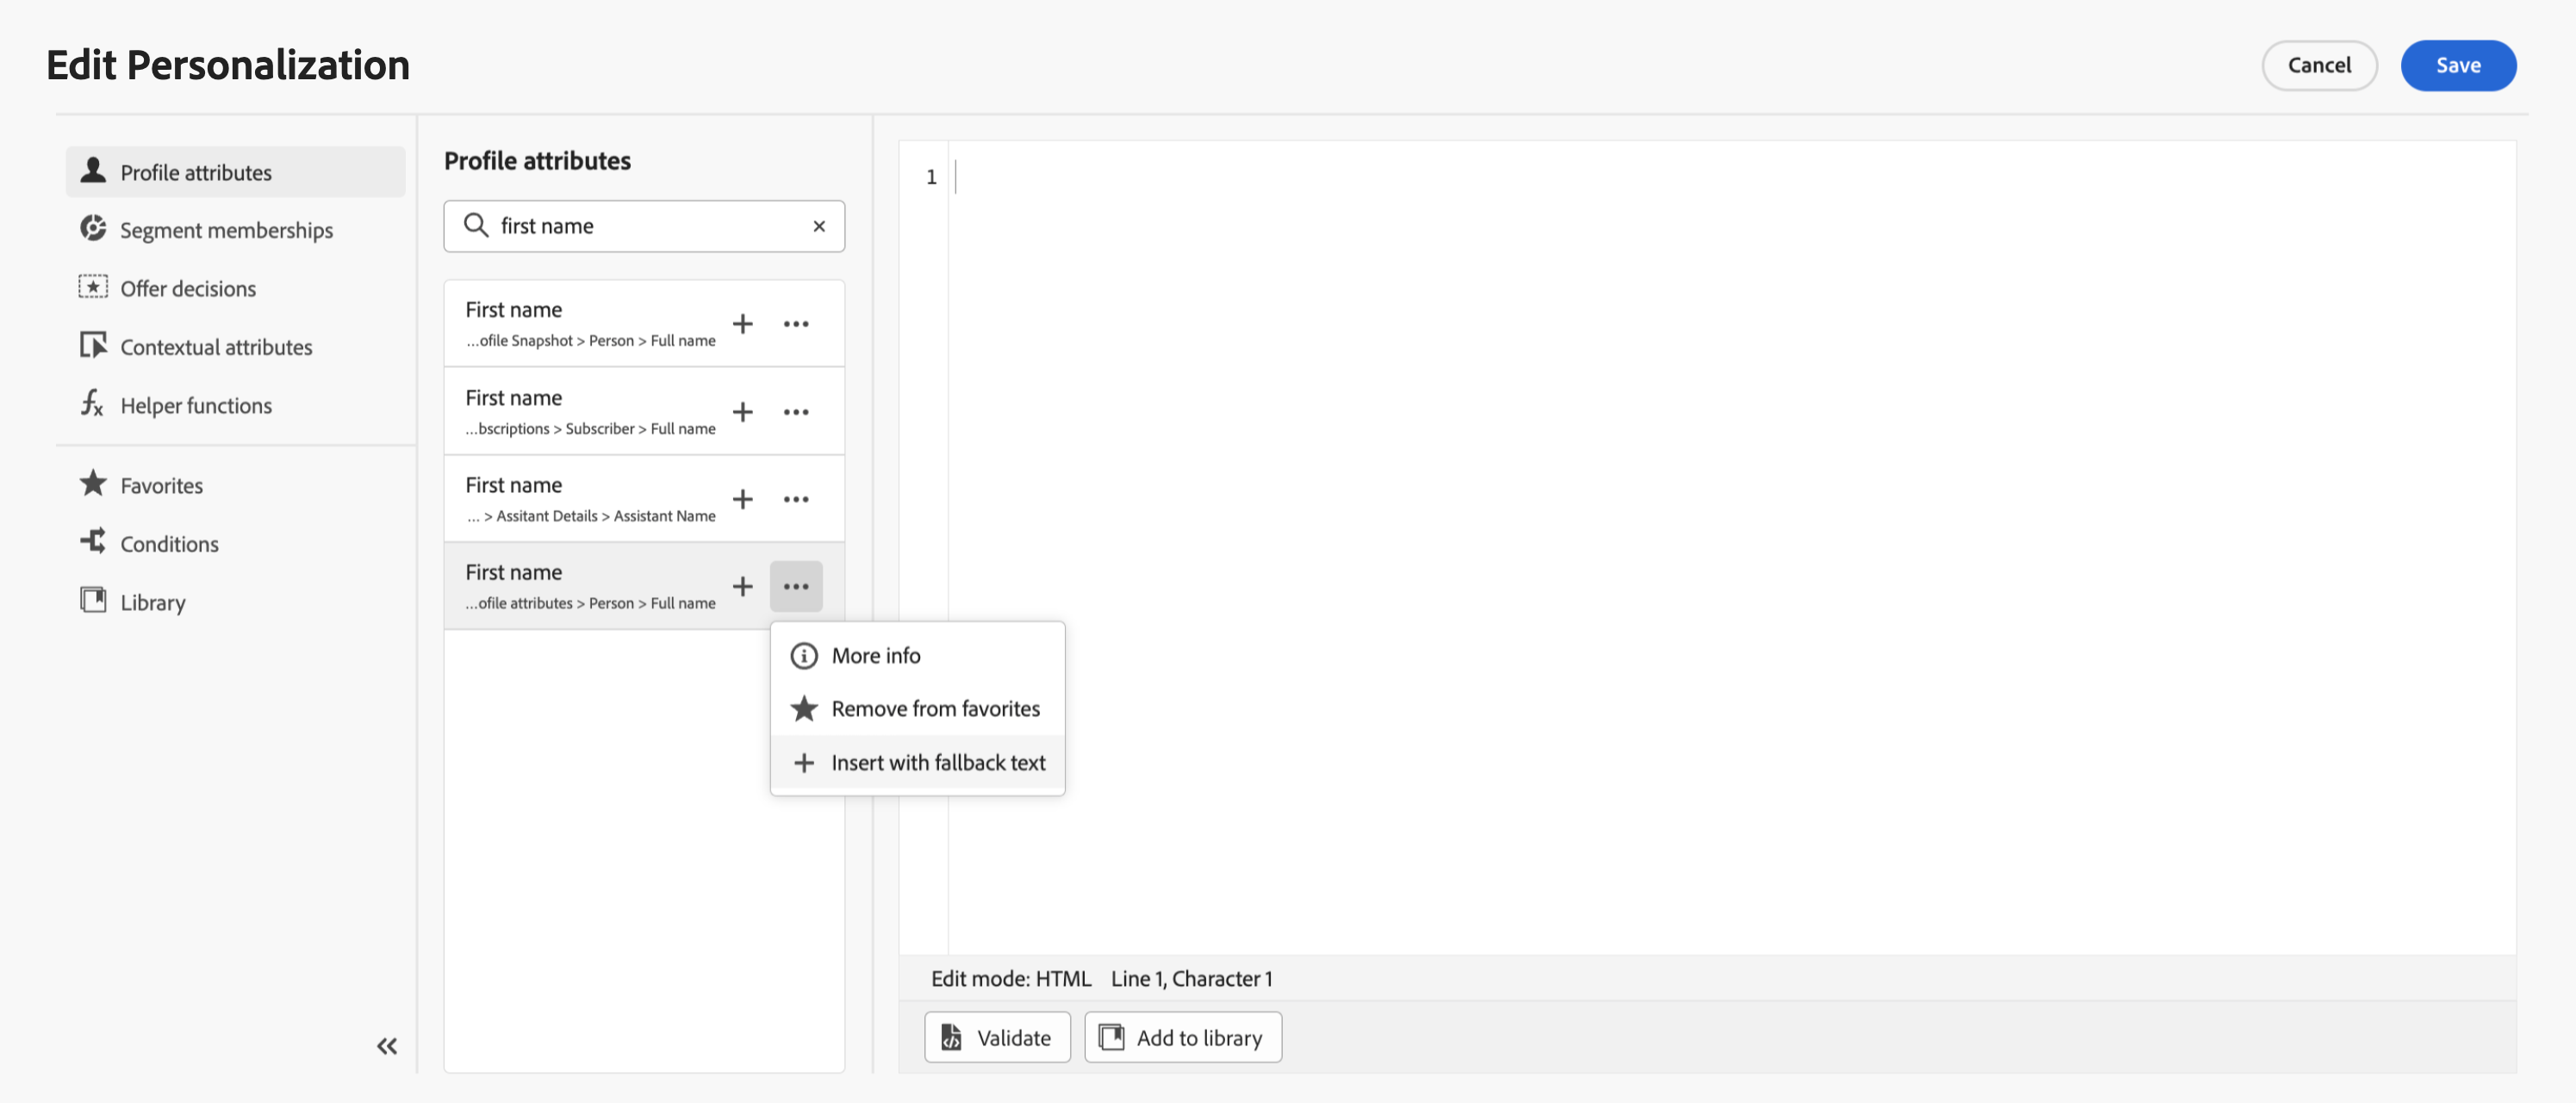 Edit Personalization
Cancel
Save
Profile attributes
Segment memberships
Offer decisions
Contextual attributes
Helper functions
Favorites
Conditions
Library
Profile attributes
first name
First name
...ofile Snapshot > Person > Full name
First name
...bscriptions > Subscriber > Full name
First name
... > Assitant Details > Assistant Name
First name
...ofile attributes > Person > Full name
More info
Remove from favorites
Insert with fallback text
1
Edit mode: HTML Line 1, Character 1
Validate
Add to library